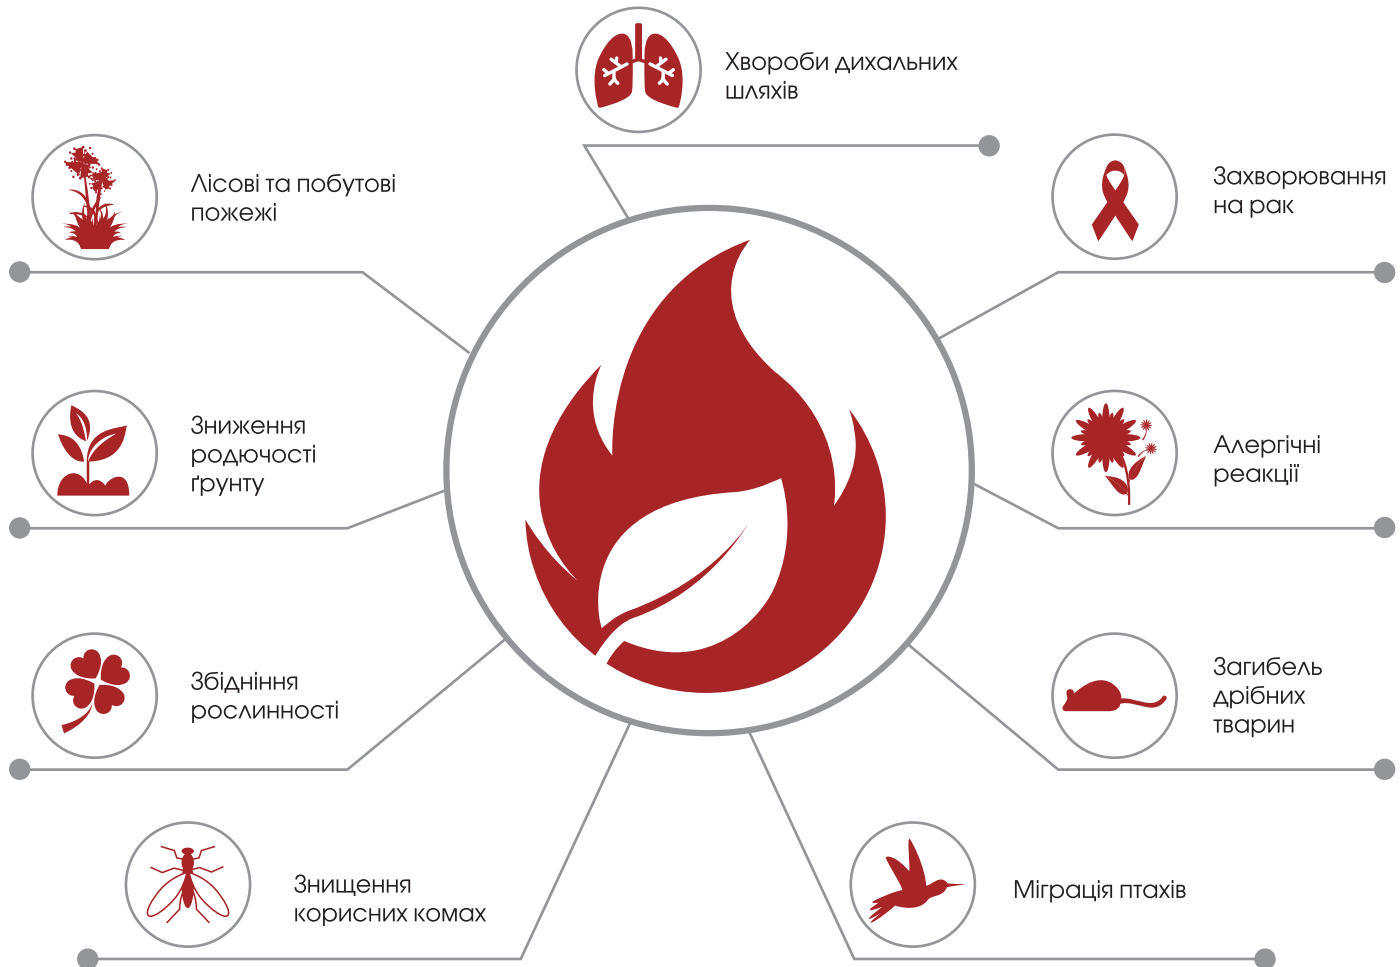 Хвороби дихальних
шляхів
Лісові та побутові
пожежі
Захворювання
на рак
Зниження
родючості
ґрунту
Алергічні
реакції
Збідніння
рослинності
Загибель
дрібних
тварин
Знищення
корисних комах
Міграція птахів